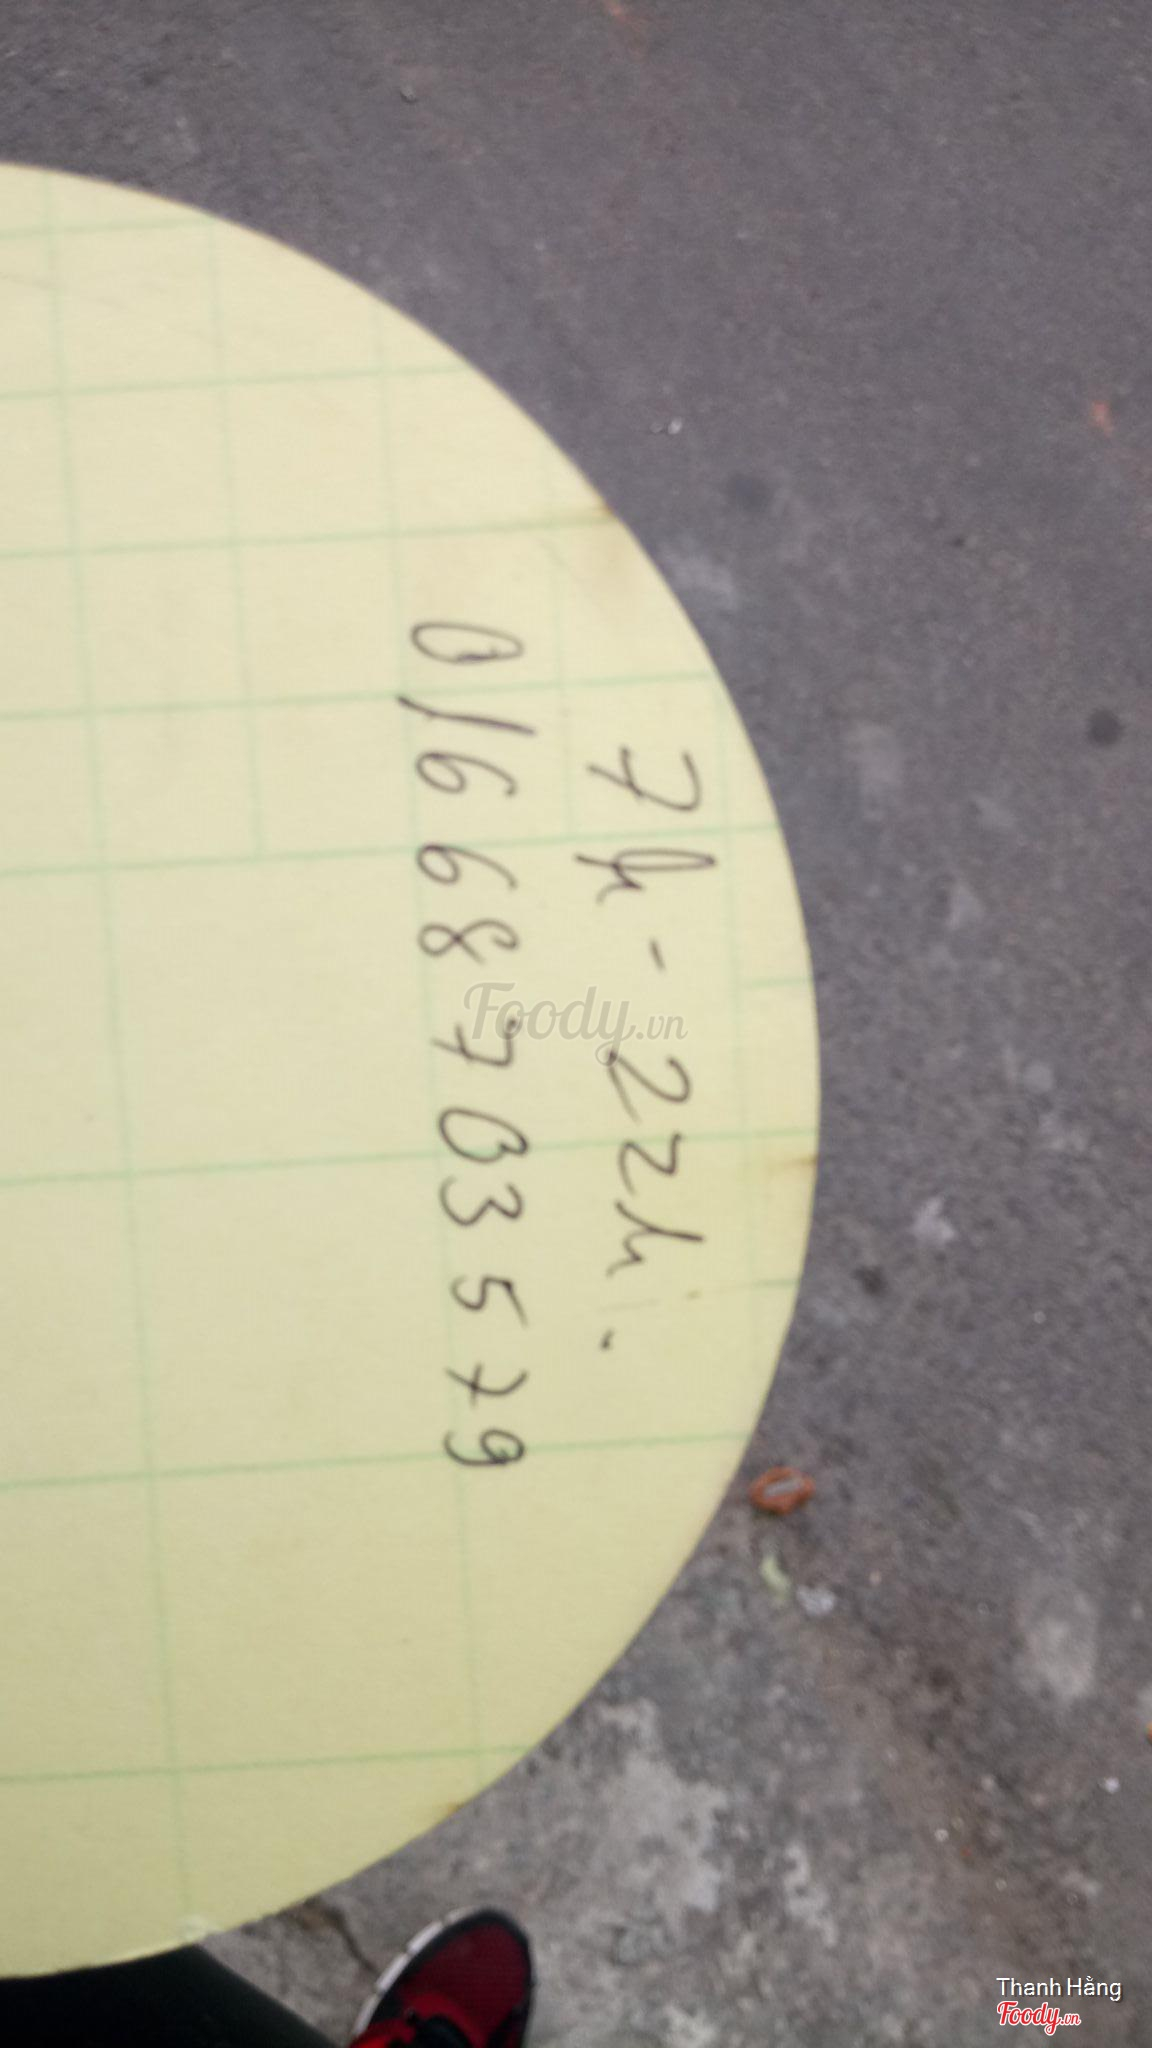 7h - 22h.
01668703579
Foody.vn
Thanh Hằng
Foody.vn